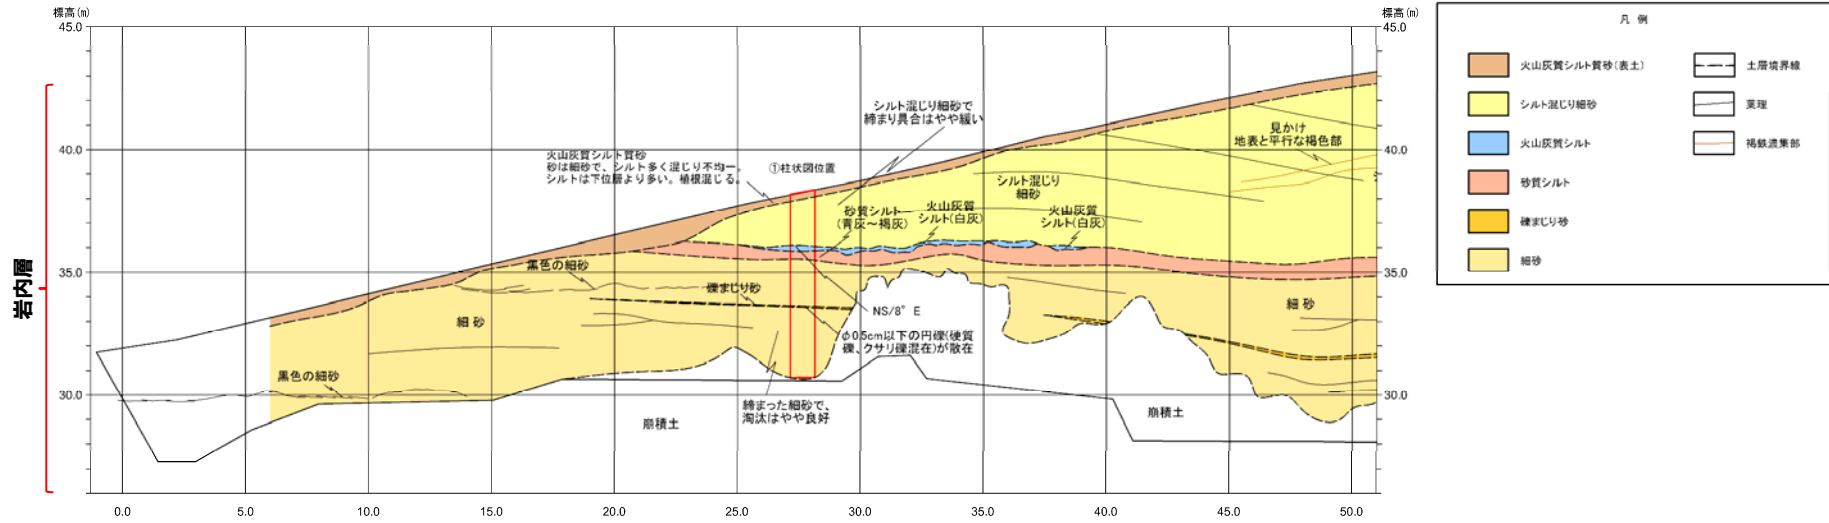 標高(m)
標高(m)
45.0
45.0
40.0
40.0
35.0
35.0
30.0
30.0
岩内層
シルト混じり細砂で
締まり具合はやや緩い
見かけ
地表と平行な褐色部
火山灰質シルト質砂
砂は細砂で、シルト多く混じり不均一。
シルトは下位層より多い。植根混じる。
①柱状図位置
シルト混じり
細砂
砂質シルト
(青灰~褐灰)
火山灰質
シルト(白灰)
火山灰質
シルト(白灰)
黒色の細砂
礫まじり砂
細 砂
NS/8° E
φ0.5cm以下の円礫(硬質
礫、クサリ礫混在)が散在
細 砂
黒色の細砂
締まった細砂で、
淘汰はやや良好
崩積土
崩積土
0.0 5.0 10.0 15.0 20.0 25.0 30.0 35.0 40.0 45.0 50.0
凡 例
火山灰質シルト質砂(表土)
土層境界線
シルト混じり細砂
葉理
火山灰質シルト
褐鉄濃集部
砂質シルト
礫まじり砂
細砂